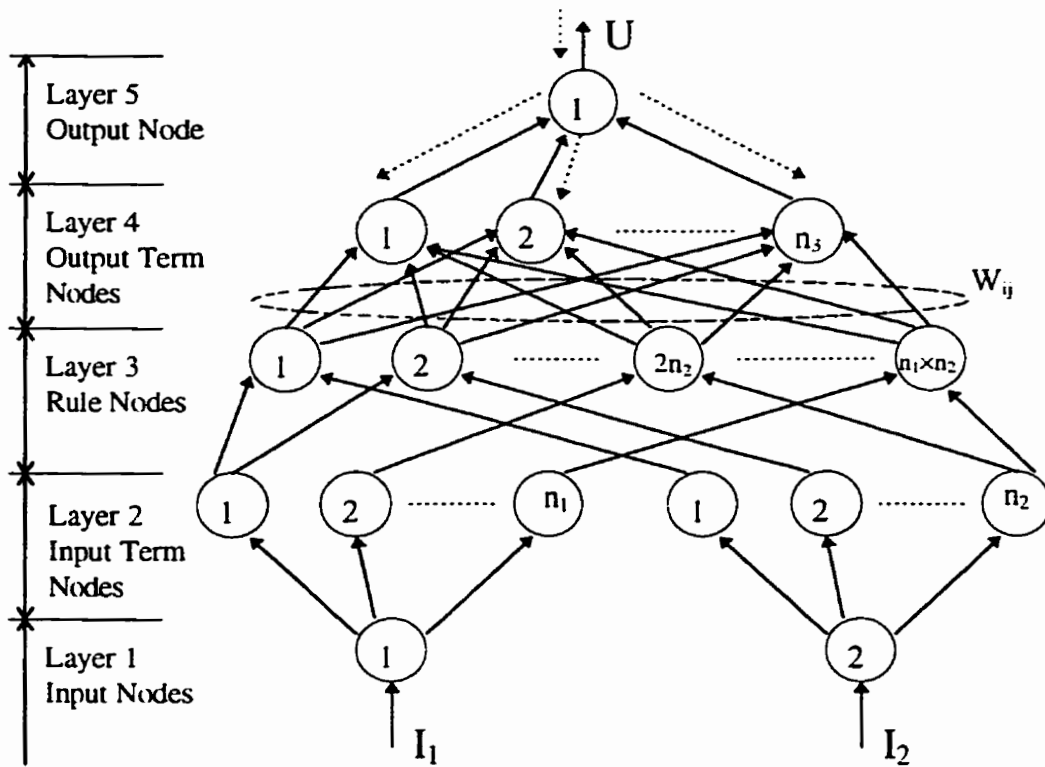 U
Layer 5
Output Node
1
Layer 4
Output Term
Nodes
1
2
n₃
Wᵢⱼ
Layer 3
Rule Nodes
1
2
2n₂
n₁×n₂
Layer 2
Input Term
Nodes
1
2
n₁
1
2
n₂
Layer 1
Input Nodes
1
2
I₁
I₂